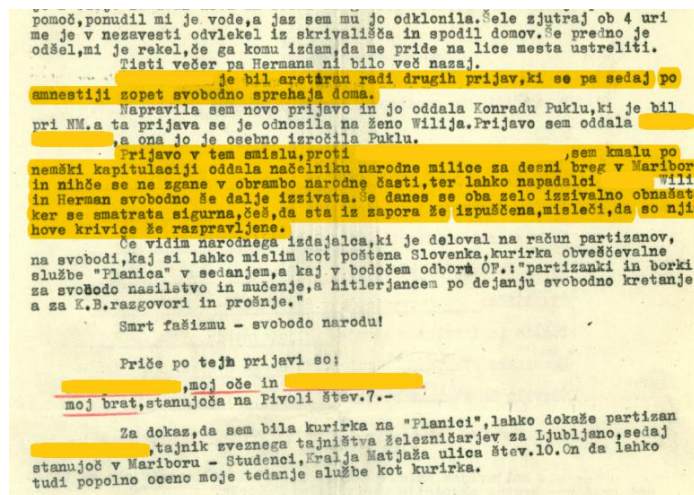 pomoč,ponudil mi je vode,a jaz sem mu jo odklonila.Šele zjutraj ob 4 uri
me je v nezavesti odvlekel iz skrivališča in spodil domov.Še predno je
odšel,mi je rekel,če ga komu izdam,da me pride na lice mesta ustreliti.
Tisti večer pa Hermana ni bilo več nazaj.
je bil aretiran radi drugih prijav,ki se pa sedaj po
amnestiji zopet svobodno sprehaja doma.
Napravila sem novo prijavo in jo oddala Konradu Puklu,ki je bil
pri NM.a ta prijava se je odnosila na ženo Wilija.Prijavo sem oddala
,a ona jo je osebno izročila Puklu.
Prijavo v tem smislu,proti ,sem kmalu po
nemški kapitulaciji oddala načelniku narodne milice za desni breg v Maribor
in nihče se ne zgane v obrambo narodne časti,ter lahko napadalci Wili
in Herman svobodno še dalje izzivata.Še danes se oba zelo izzivalno obnašat
ker se smatrata sigurna,češ,da sta iz zapora že izpuščena,misleči,da so nji
hove krivice že razpravljene.
Če vidim narodnega izdajalca,ki je deloval na račun partizanov,
na svobodi,kaj si lahko mislim kot poštena Slovenka,kurirka obveščevalne
službe "Planica" v sedanjem,a kaj v bodočem odboru OF.:"partizanki in borki
za svobodo nasilstvo in mučenje,a hitlerjancem po dejanju svobodno kretanje
a za K.B.razgovori in prošnje."
Smrt fašizmu – svobodo narodu!
Priče po tejh prijavi so:
,moj oče in
moj brat,stanujoča na Pivoli štev.7.-
Za dokaz,da sem bila kurirka na "Planici",lahko dokaže partizan
,tajnik zveznega tajništva železničarjev za Ljubljano,sedaj
stanujoč v Mariboru – Studenci,Kralja Matjaža ulica štev.10.On da lahko
tudi popolno oceno moje tedanje službe kot kurirka.